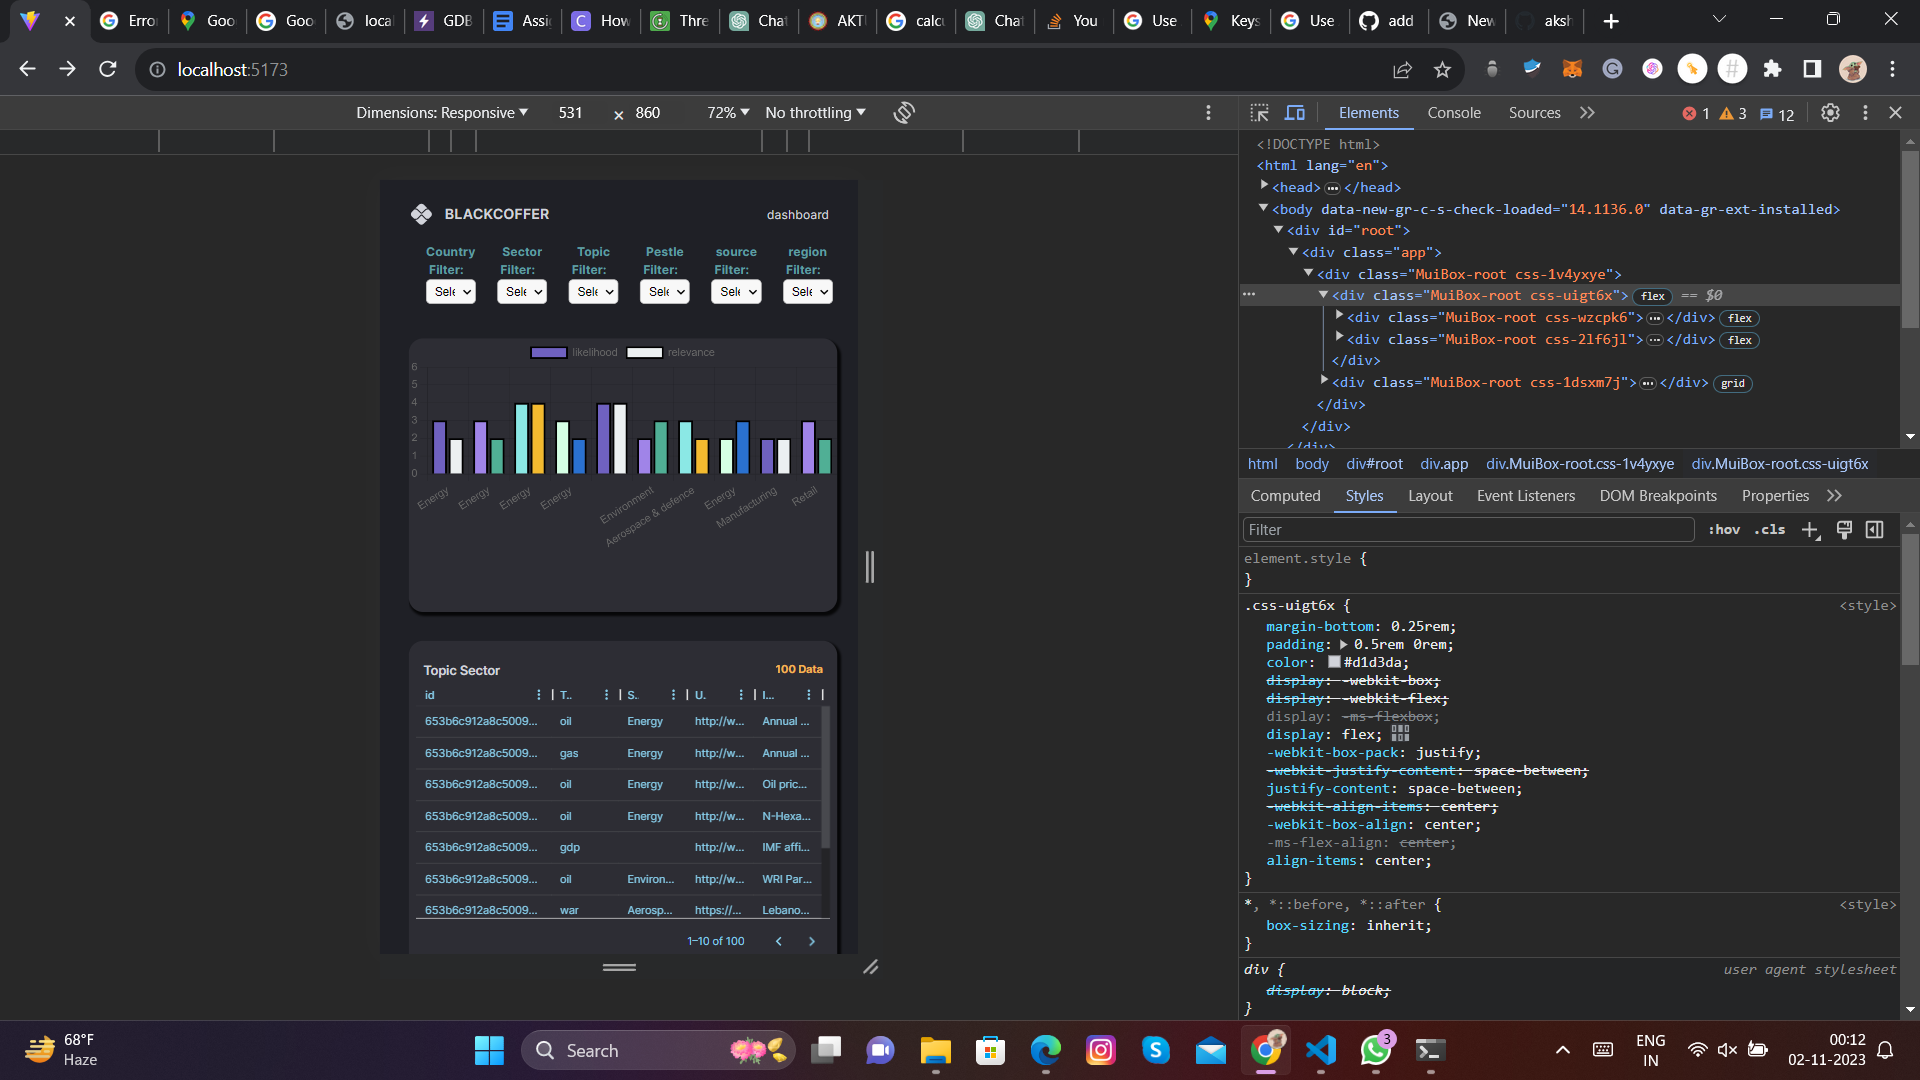 Erro
Goo
Goo
loca
GDB
Assi
How
Thre
Chat
AKTU
calcu
Chat
You
Use
Keys
Use
add
New
aksh
localhost:5173
Dimensions: Responsive
531 × 860
72%
No throttling
Elements
Console
Sources
1
3
12
BLACKCOFFER
dashboard
Country Filter:
Sector Filter:
Topic Filter:
Pestle Filter:
source Filter:
region Filter:
Sele
Sele
Sele
Sele
Sele
Sele
likelihood
relevance
6
5
4
3
2
1
0
Energy
Energy
Energy
Energy
Environment
Aerospace & defence
Energy
Manufacturing
Retail
Topic Sector
100 Data
id T.. S. U. I...
653b6c912a8c5009... oil Energy http://w... Annual ...
653b6c912a8c5009... gas Energy http://w... Annual ...
653b6c912a8c5009... oil Energy http://w... Oil pric...
653b6c912a8c5009... oil Energy http://w... N-Hexa...
653b6c912a8c5009... gdp http://w... IMF affi...
653b6c912a8c5009... oil Environ... http://w... WRI Par...
653b6c912a8c5009... war Aerosp... https://... Lebano...
1–10 of 100
<!DOCTYPE html>
<html lang="en">
<head> ••• </head>
<body data-new-gr-c-s-check-loaded="14.1136.0" data-gr-ext-installed>
<div id="root">
<div class="app">
<div class="MuiBox-root css-1v4yxye">
<div class="MuiBox-root css-uigt6x"> flex == $0
<div class="MuiBox-root css-wzcpk6"> ••• </div> flex
<div class="MuiBox-root css-2lf6jl"> ••• </div> flex
</div>
<div class="MuiBox-root css-1dsxm7j"> ••• </div> grid
</div>
</div>
</div>
html body div#root div.app div.MuiBox-root.css-1v4yxye div.MuiBox-root.css-uigt6x
Computed Styles Layout Event Listeners DOM Breakpoints Properties
Filter
:hov .cls
element.style {
}
.css-uigt6x { <style>
margin-bottom: 0.25rem;
padding: 0.5rem 0rem;
color: #d1d3da;
display: -webkit-box;
display: -webkit-flex;
display: -ms-flexbox;
display: flex;
-webkit-box-pack: justify;
-webkit-justify-content: space-between;
justify-content: space-between;
-webkit-align-items: center;
-webkit-box-align: center;
-ms-flex-align: center;
align-items: center;
}
*, *::before, *::after { <style>
box-sizing: inherit;
}
div { user agent stylesheet
display: block;
}
68°F
Haze
Search
3
ENG
IN
00:12
02-11-2023